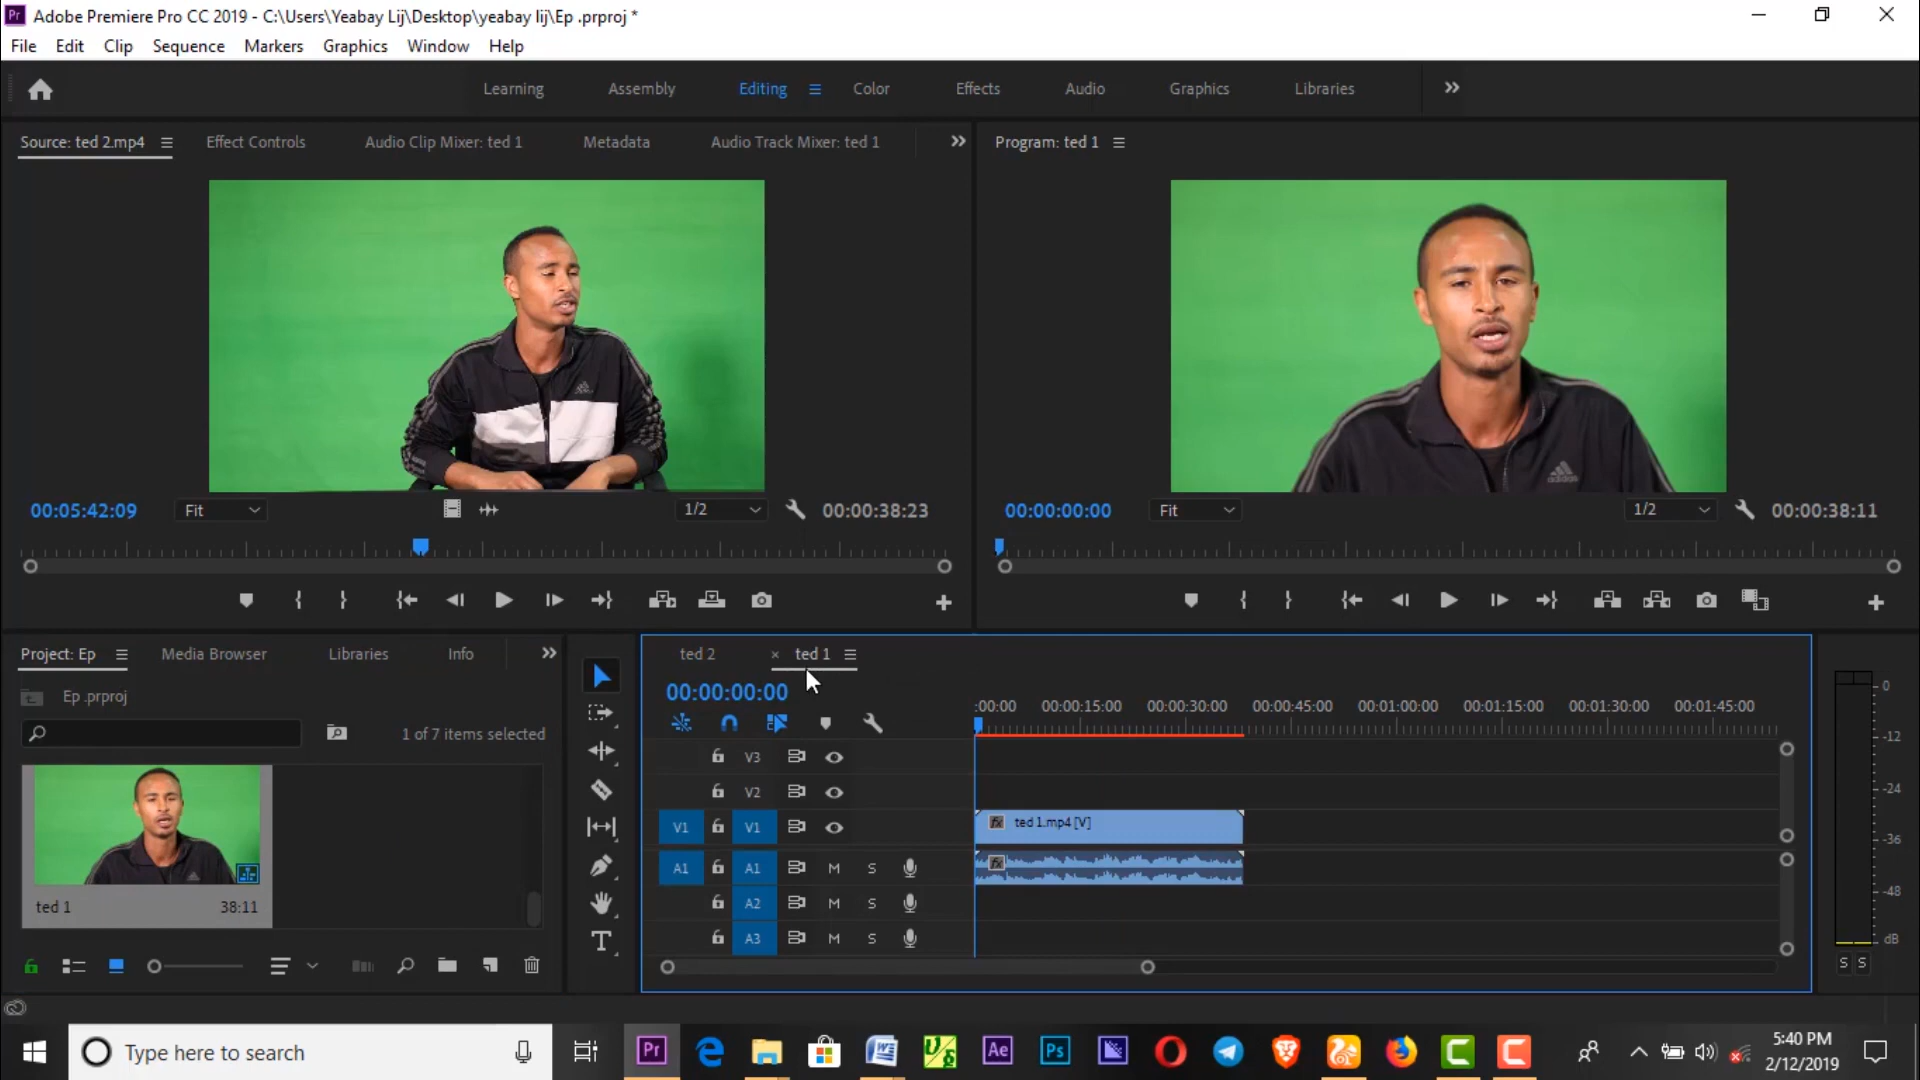 Pr Adobe Premiere Pro CC 2019 - C:\Users\Yeabay Lij\Desktop\yeabay lij\Ep .prproj *
File Edit Clip Sequence Markers Graphics Window Help
Learning Assembly Editing Color Effects Audio Graphics Libraries
Source: ted 2.mp4 Effect Controls Audio Clip Mixer: ted 1 Metadata Audio Track Mixer: ted 1
Program: ted 1
adidas
00:05:42:09 Fit 1/2 00:00:38:23
00:00:00:00 Fit 1/2 00:00:38:11
Project: Ep Media Browser Libraries Info
Ep .prproj
1 of 7 items selected
ted 1 38:11
ted 2 × ted 1
00:00:00:00
:00:00 00:00:15:00 00:00:30:00 00:00:45:00 00:01:00:00 00:01:15:00 00:01:30:00 00:01:45:00
V3
V2
V1 V1 fx ted 1.mp4 [V]
A1 A1 M S fx
A2 M S
A3 M S
T
0
-12
-24
-36
-48
dB
S S
Type here to search
Pr Ae Ps
5:40 PM
2/12/2019